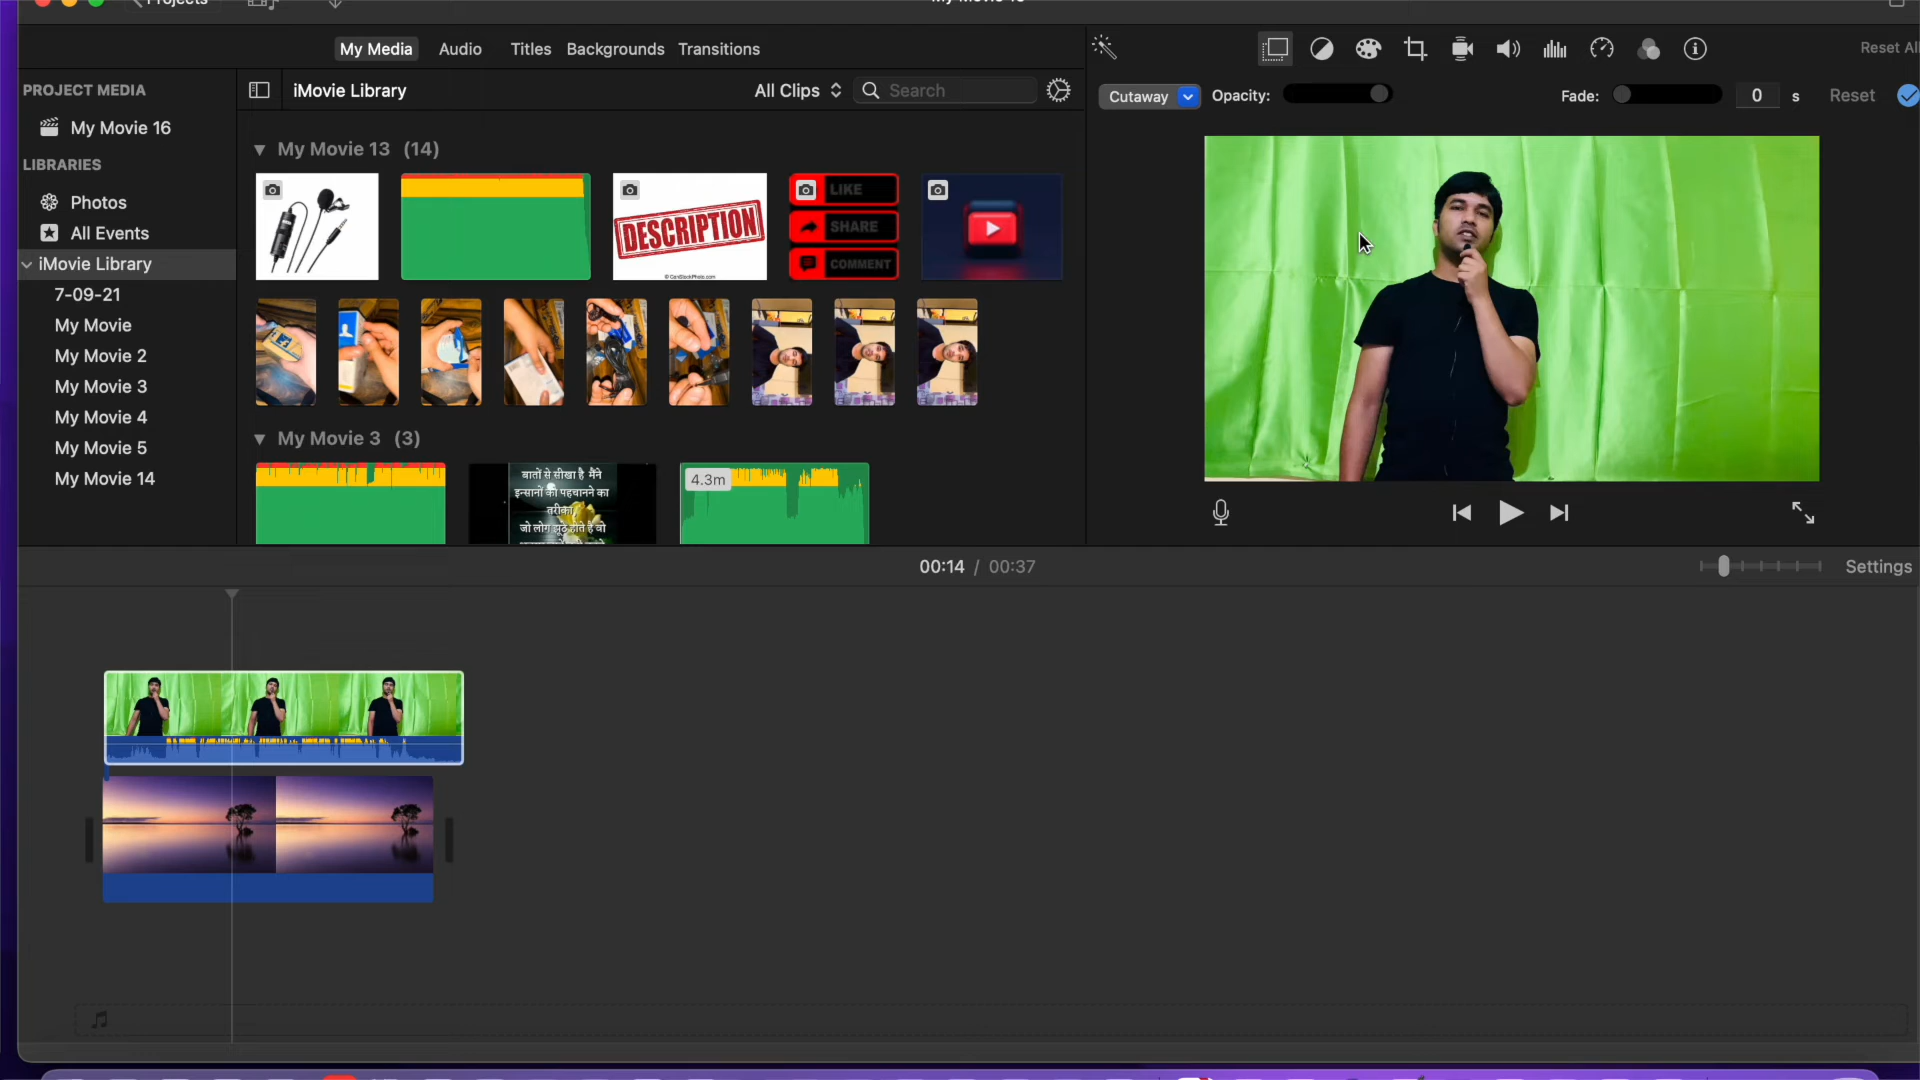 Projects
My Media
Audio
Titles
Backgrounds
Transitions
Reset All
PROJECT MEDIA
My Movie 16
LIBRARIES
Photos
All Events
iMovie Library
7-09-21
My Movie
My Movie 2
My Movie 3
My Movie 4
My Movie 5
My Movie 14
iMovie Library
All Clips
Search
Cutaway
Opacity:
Fade:
0
s
Reset
My Movie 13 (14)
DESCRIPTION
© CanStockPhoto.com
LIKE
SHARE
COMMENT
My Movie 3 (3)
बातों से सीखा है मैंने
इन्सानों को पहचानने का
तरीका,
जो लोग झूठे होते है वो
4.3m
00:14 / 00:37
Settings